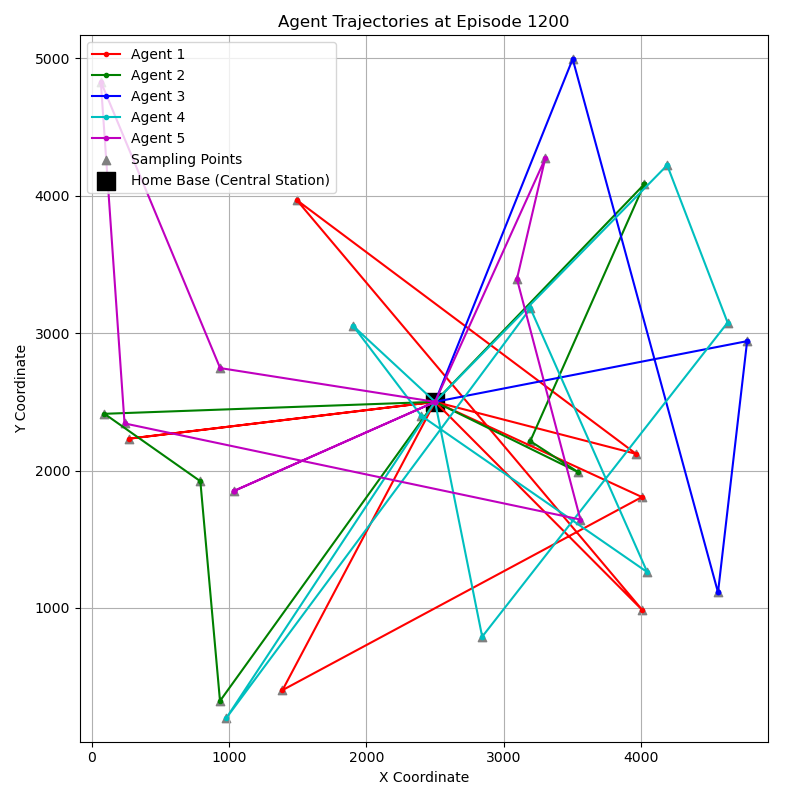 Agent Trajectories at Episode 1200
Agent 1
Agent 2
Agent 3
Agent 4
Agent 5
Sampling Points
Home Base (Central Station)
5000
4000
3000
2000
1000
Y Coordinate
0 1000 2000 3000 4000
X Coordinate